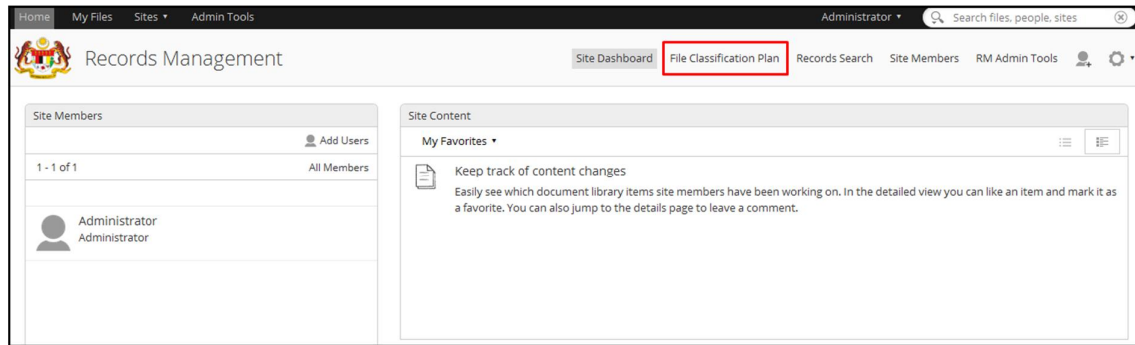 Home My Files Sites Admin Tools Administrator Search files, people, sites
Records Management Site Dashboard File Classification Plan Records Search Site Members RM Admin Tools
Site Members
Add Users
1 - 1 of 1 All Members
Administrator
Administrator
Site Content
My Favorites
Keep track of content changes
Easily see which document library items site members have been working on. In the detailed view you can like an item and mark it as
a favorite. You can also jump to the details page to leave a comment.